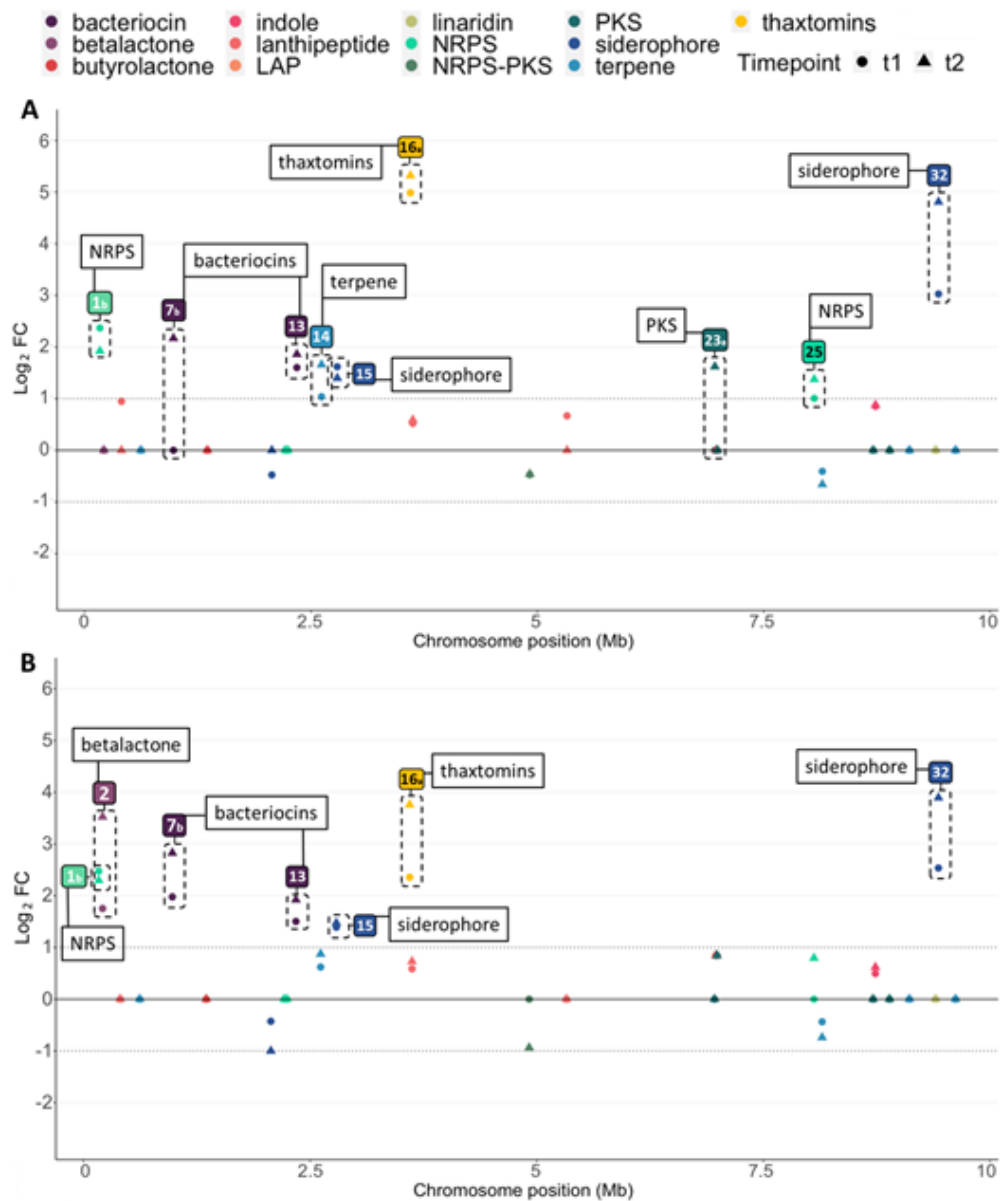 bacteriocin indole linaridin PKS thaxtomins
betalactone lanthipeptide NRPS siderophore Timepoint t1 t2
butyrolactone LAP NRPS-PKS terpene
A
6
5
4
3
2
1
0
-1
-2
Log2 FC
thaxtomins
16a
siderophore
32
NRPS
1b
bacteriocins
7b
13
terpene
14
15
siderophore
PKS
23a
NRPS
25
0 2.5 5 7.5 10
Chromosome position (Mb)
B
6
5
4
3
2
1
0
-1
-2
Log2 FC
betalactone
2
1b
NRPS
7b
bacteriocins
13
15
siderophore
16a
thaxtomins
siderophore
32
0 2.5 5 7.5 10
Chromosome position (Mb)